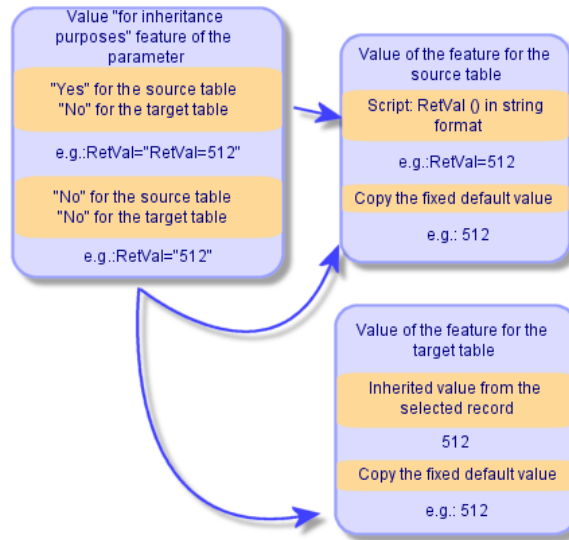 Value "for inheritance
purposes" feature of the
parameter
"Yes" for the source table
"No" for the target table
e.g.:RetVal="RetVal=512"
"No" for the source table
"No" for the target table
e.g.:RetVal="512"
Value of the feature for the
source table
Script: RetVal () in string
format
e.g.:RetVal=512
Copy the fixed default value
e.g.: 512
Value of the feature for the
target table
Inherited value from the
selected record
512
Copy the fixed default value
e.g.: 512